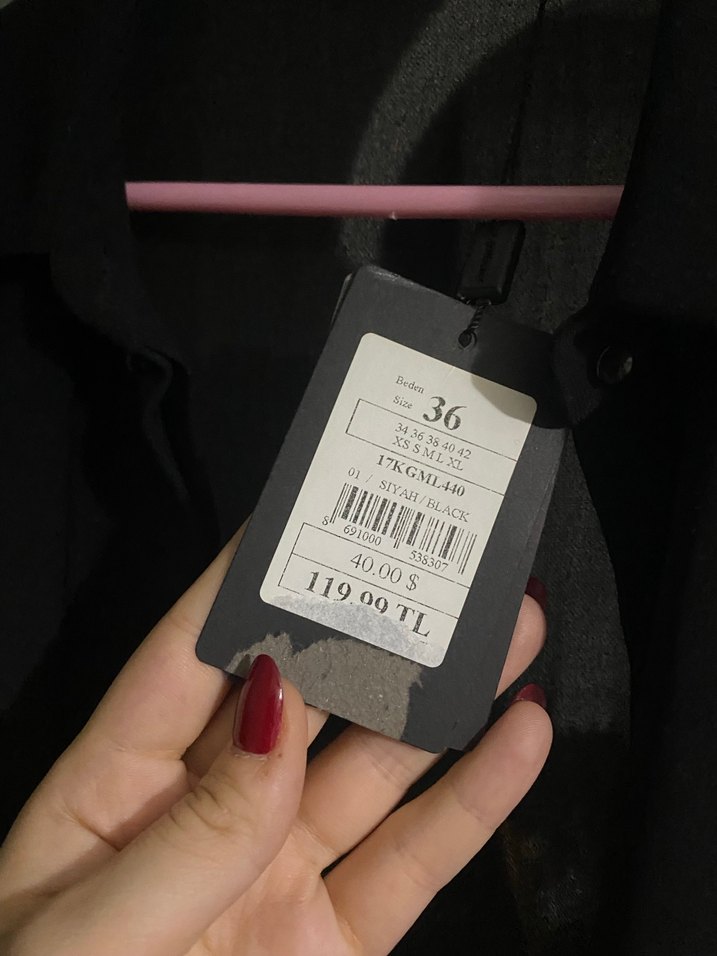 Beden
Size 36
34 36 38 40 42
XS S M L XL
17KGML440
01 / SIYAH/BLACK
8 691000 538307
40.00 $
119.99 TL